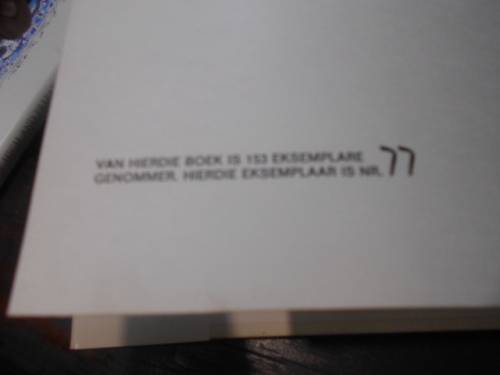 VAN HIERDIE BOEK IS 153 EKSEMPLARE
GENOMMER. HIERDIE EKSEMPLAAR IS NR. 77